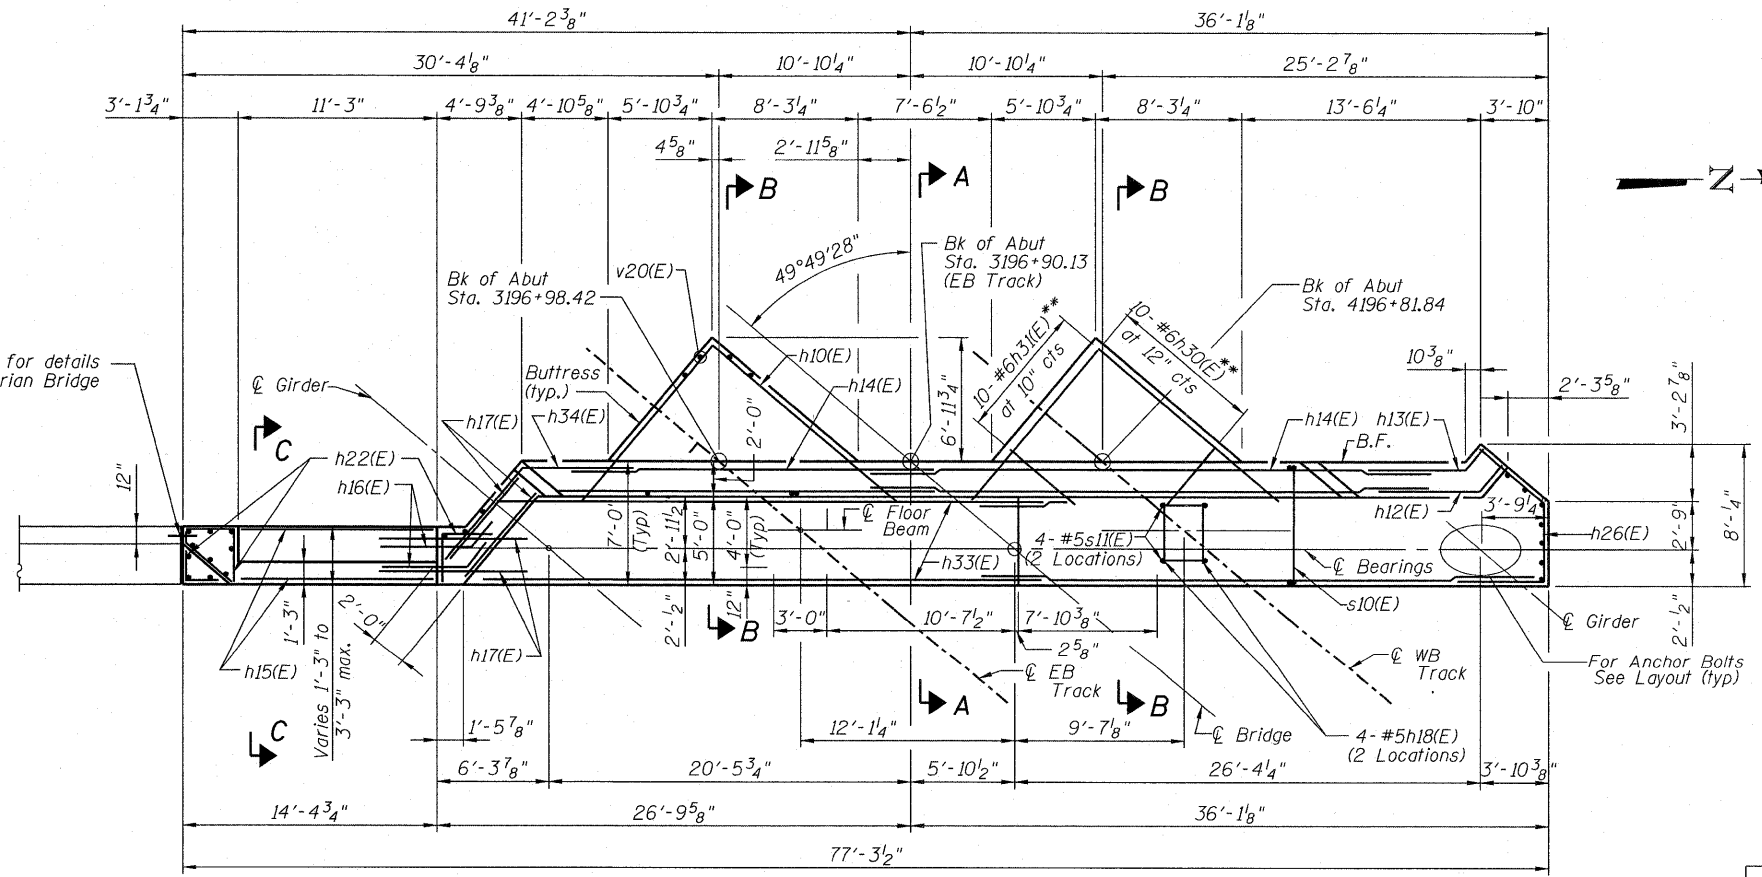 41'-2 3/8"
36'-1 1/8"
30'-4 1/8"
10'-10 1/4"
10'-10 1/4"
25'-2 7/8"
3'-1 3/4"
11'-3"
4'-9 3/8"
4'-10 5/8"
5'-10 3/4"
8'-3 1/4"
7'-6 1/2"
5'-10 3/4"
8'-3 1/4"
13'-6 1/4"
3'-10"
4 5/8"
2'-11 5/8"
B
A
B
N
49°49'28"
Bk of Abut
Sta. 3196+98.42
v20(E)
Bk of Abut
Sta. 3196+90.13
(EB Track)
Bk of Abut
Sta. 4196+81.84
10- #6h31(E)**
at 10" cts
10- #6h30(E)**
at 12" cts
for details
rian Bridge
℄ Girder
Buttress
(typ.)
h10(E)
h14(E)
6'-11 3/4"
10 3/8"
2'-3 5/8"
3'-2 7/8"
C
h17(E)
h34(E)
2'-0"
h14(E)
h13(E)
B.F.
h22(E)
h16(E)
12"
7'-0"
(Typ)
2'-11 1/2"
5'-0"
4'-0"
(Typ)
℄ Floor
Beam
h33(E)
4- #5s11(E)
(2 Locations)
h12(E)
3'-9 1/4"
2'-9"
8'-1/4"
h26(E)
℄ Bearings
s10(E)
2'-1 1/2"
1'-3"
2'-0"
2'-1 1/2"
12"
B
3'-0"
10'-7 1/2"
7'-10 3/8"
2 5/8"
℄ Girder
h15(E)
Varies 1'-3" to
3'-3" max.
h17(E)
℄ EB
Track
℄ WB
Track
For Anchor Bolts
See Layout (typ)
C
1'-5 7/8"
A
B
12'-1 1/4"
9'-7 1/8"
℄ Bridge
4- #5h18(E)
(2 Locations)
6'-3 7/8"
20'-5 3/4"
5'-10 1/2"
26'-4 1/4"
3'-10 3/8"
14'-4 3/4"
26'-9 5/8"
36'-1 1/8"
77'-3 1/2"